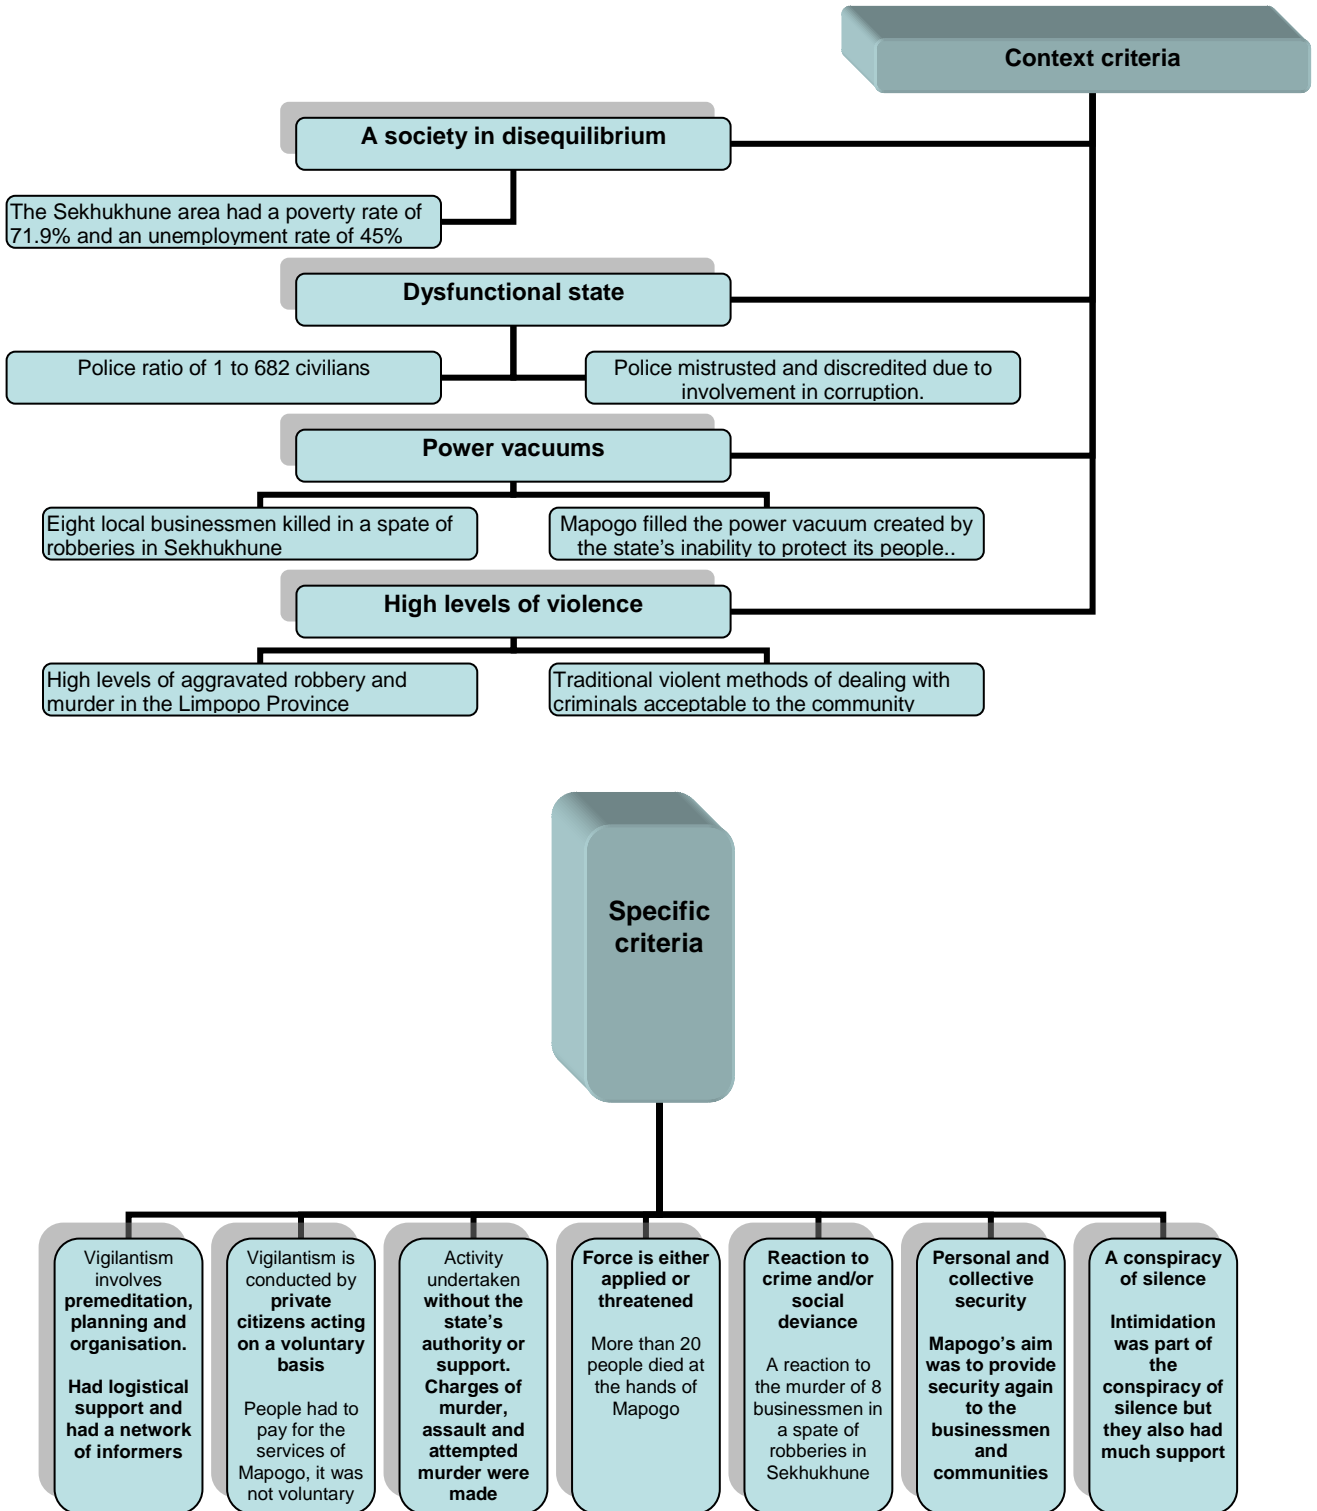 Context criteria
A society in disequilibrium
The Sekhukhune area had a poverty rate of
71.9% and an unemployment rate of 45%
Dysfunctional state
Police ratio of 1 to 682 civilians
Police mistrusted and discredited due to
involvement in corruption.
Power vacuums
Eight local businessmen killed in a spate of
robberies in Sekhukhune
Mapogo filled the power vacuum created by
the state’s inability to protect its people..
High levels of violence
High levels of aggravated robbery and
murder in the Limpopo Province
Traditional violent methods of dealing with
criminals acceptable to the community
Specific
criteria
Vigilantism
involves
premeditation,
planning and
organisation.
Had logistical
support and
had a network
of informers
Vigilantism is
conducted by
private
citizens acting
on a voluntary
basis
People had to
pay for the
services of
Mapogo, it was
not voluntary
Activity
undertaken
without the
state’s
authority or
support.
Charges of
murder,
assault and
attempted
murder were
made
Force is either
applied or
threatened
More than 20
people died at
the hands of
Mapogo
Reaction to
crime and/or
social
deviance
A reaction to
the murder of 8
businessmen in
a spate of
robberies in
Sekhukhune
Personal and
collective
security
Mapogo’s aim
was to provide
security again
to the
businessmen
and
communities
A conspiracy
of silence
Intimidation
was part of
the
conspiracy of
silence but
they also had
much support